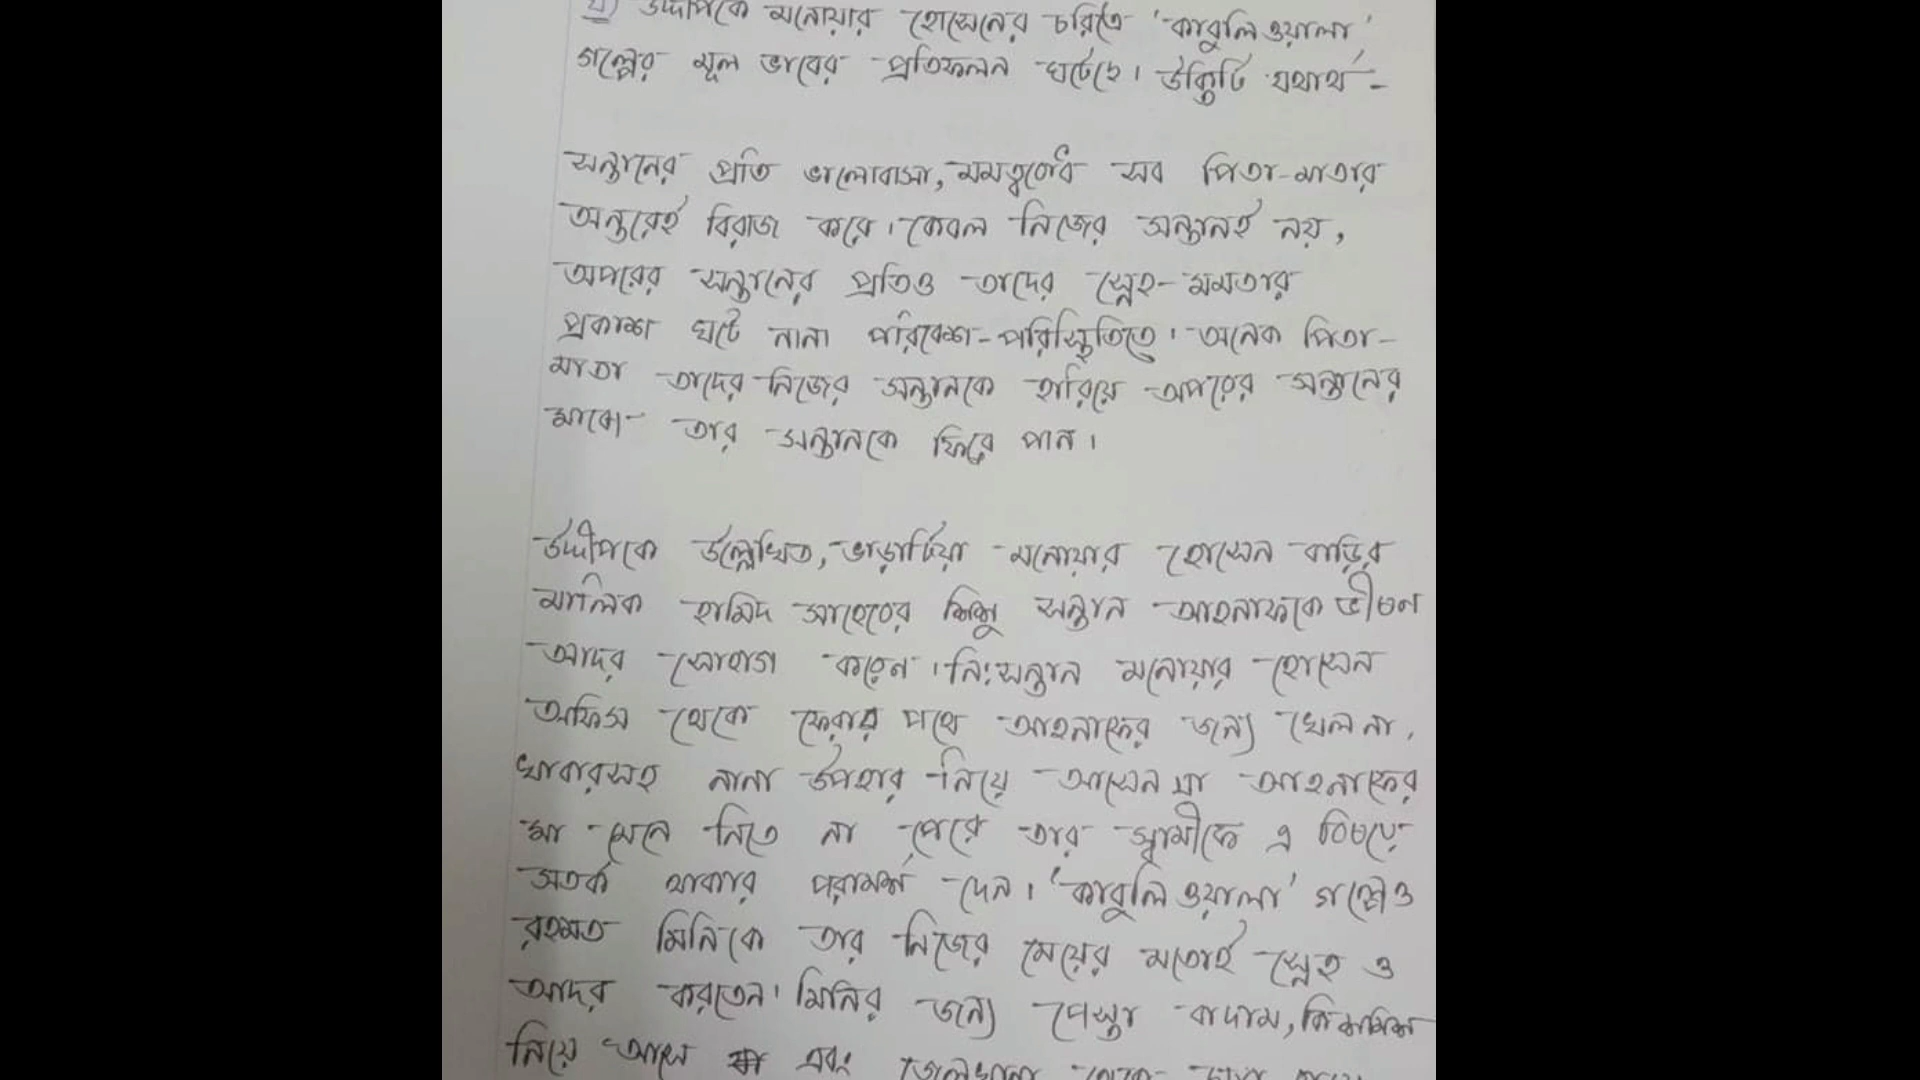 ঘ) উদ্দীপকে মনোয়ার হোসেনের চরিত্রে 'কাবুলিওয়ালা'
গল্পের মূল ভাবের প্রতিফলন ঘটেছে। উক্তিটি যথার্থ -
সন্তানের প্রতি ভালোবাসা, মমত্ববোধ সব পিতা-মাতার
অন্তরেই বিরাজ করে। কেবল নিজের সন্তানই নয়,
অপরের সন্তানের প্রতিও তাদের স্নেহ-মমতার
প্রকাশ ঘটে নানা পরিবেশ-পরিস্থিতিতে। অনেক পিতা-
মাতা তাদের নিজের সন্তানকে হারিয়ে অপরের সন্তানের
মাঝে তার সন্তানকে ফিরে পান।
উদ্দীপকে উল্লেখিত, ভাড়াটিয়া মনোয়ার হোসেন বাড়ির
মালিক হামিদ সাহেবের শিশু সন্তান আহনাফকে ভীষণ
আদর সোহাগ করেন। নিঃসন্তান মনোয়ার হোসেন
অফিস থেকে ফেরার পথে আহনাফের জন্য খেলনা,
খাবারসহ নানা উপহার নিয়ে আসেন যা আহনাফের
মা মেনে নিতে না পেরে তার স্বামীকে এ বিষয়ে
সতর্ক থাকার পরামর্শ দেন। 'কাবুলিওয়ালা' গল্পেও
রহমত মিনিকে তার নিজের মেয়ের মতোই স্নেহ ও
আদর করতেন। মিনির জন্য পেস্তা বাদাম, কিশমিশ
নিয়ে আসে এবং জেলখানা থেকে